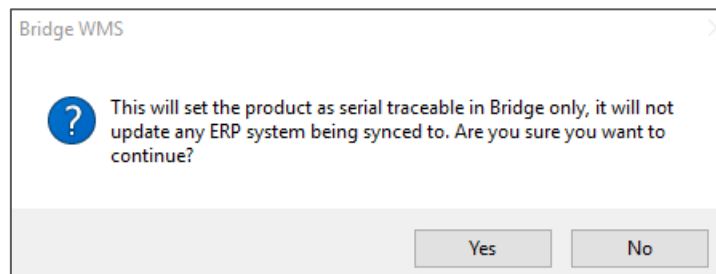 Bridge WMS
This will set the product as serial traceable in Bridge only, it will not
update any ERP system being synced to. Are you sure you want to
continue?
Yes
No